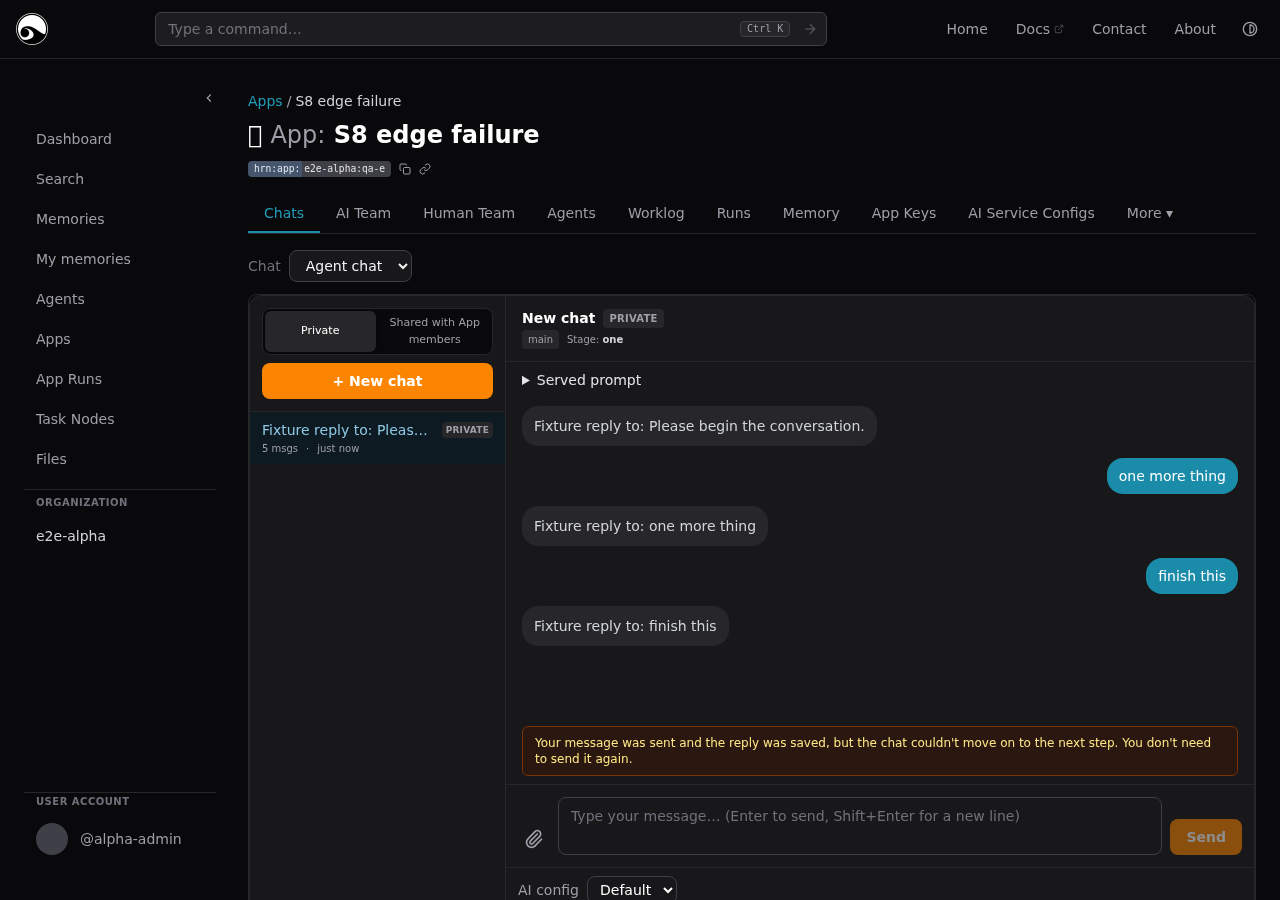 Type a command...
Ctrl K
Home
Docs
Contact
About
Apps / S8 edge failure
App: S8 edge failure
hrn:app: e2e-alpha:qa-e
Dashboard
Search
Memories
My memories
Agents
Apps
App Runs
Task Nodes
Files
ORGANIZATION
e2e-alpha
USER ACCOUNT
@alpha-admin
Chats
AI Team
Human Team
Agents
Worklog
Runs
Memory
App Keys
AI Service Configs
More ▾
Chat
Agent chat
Private
Shared with App
members
+ New chat
Fixture reply to: Pleas...
PRIVATE
5 msgs · just now
New chat
PRIVATE
main
Stage: one
Served prompt
Fixture reply to: Please begin the conversation.
one more thing
Fixture reply to: one more thing
finish this
Fixture reply to: finish this
Your message was sent and the reply was saved, but the chat couldn't move on to the next step. You don't need
to send it again.
Type your message... (Enter to send, Shift+Enter for a new line)
Send
AI config
Default